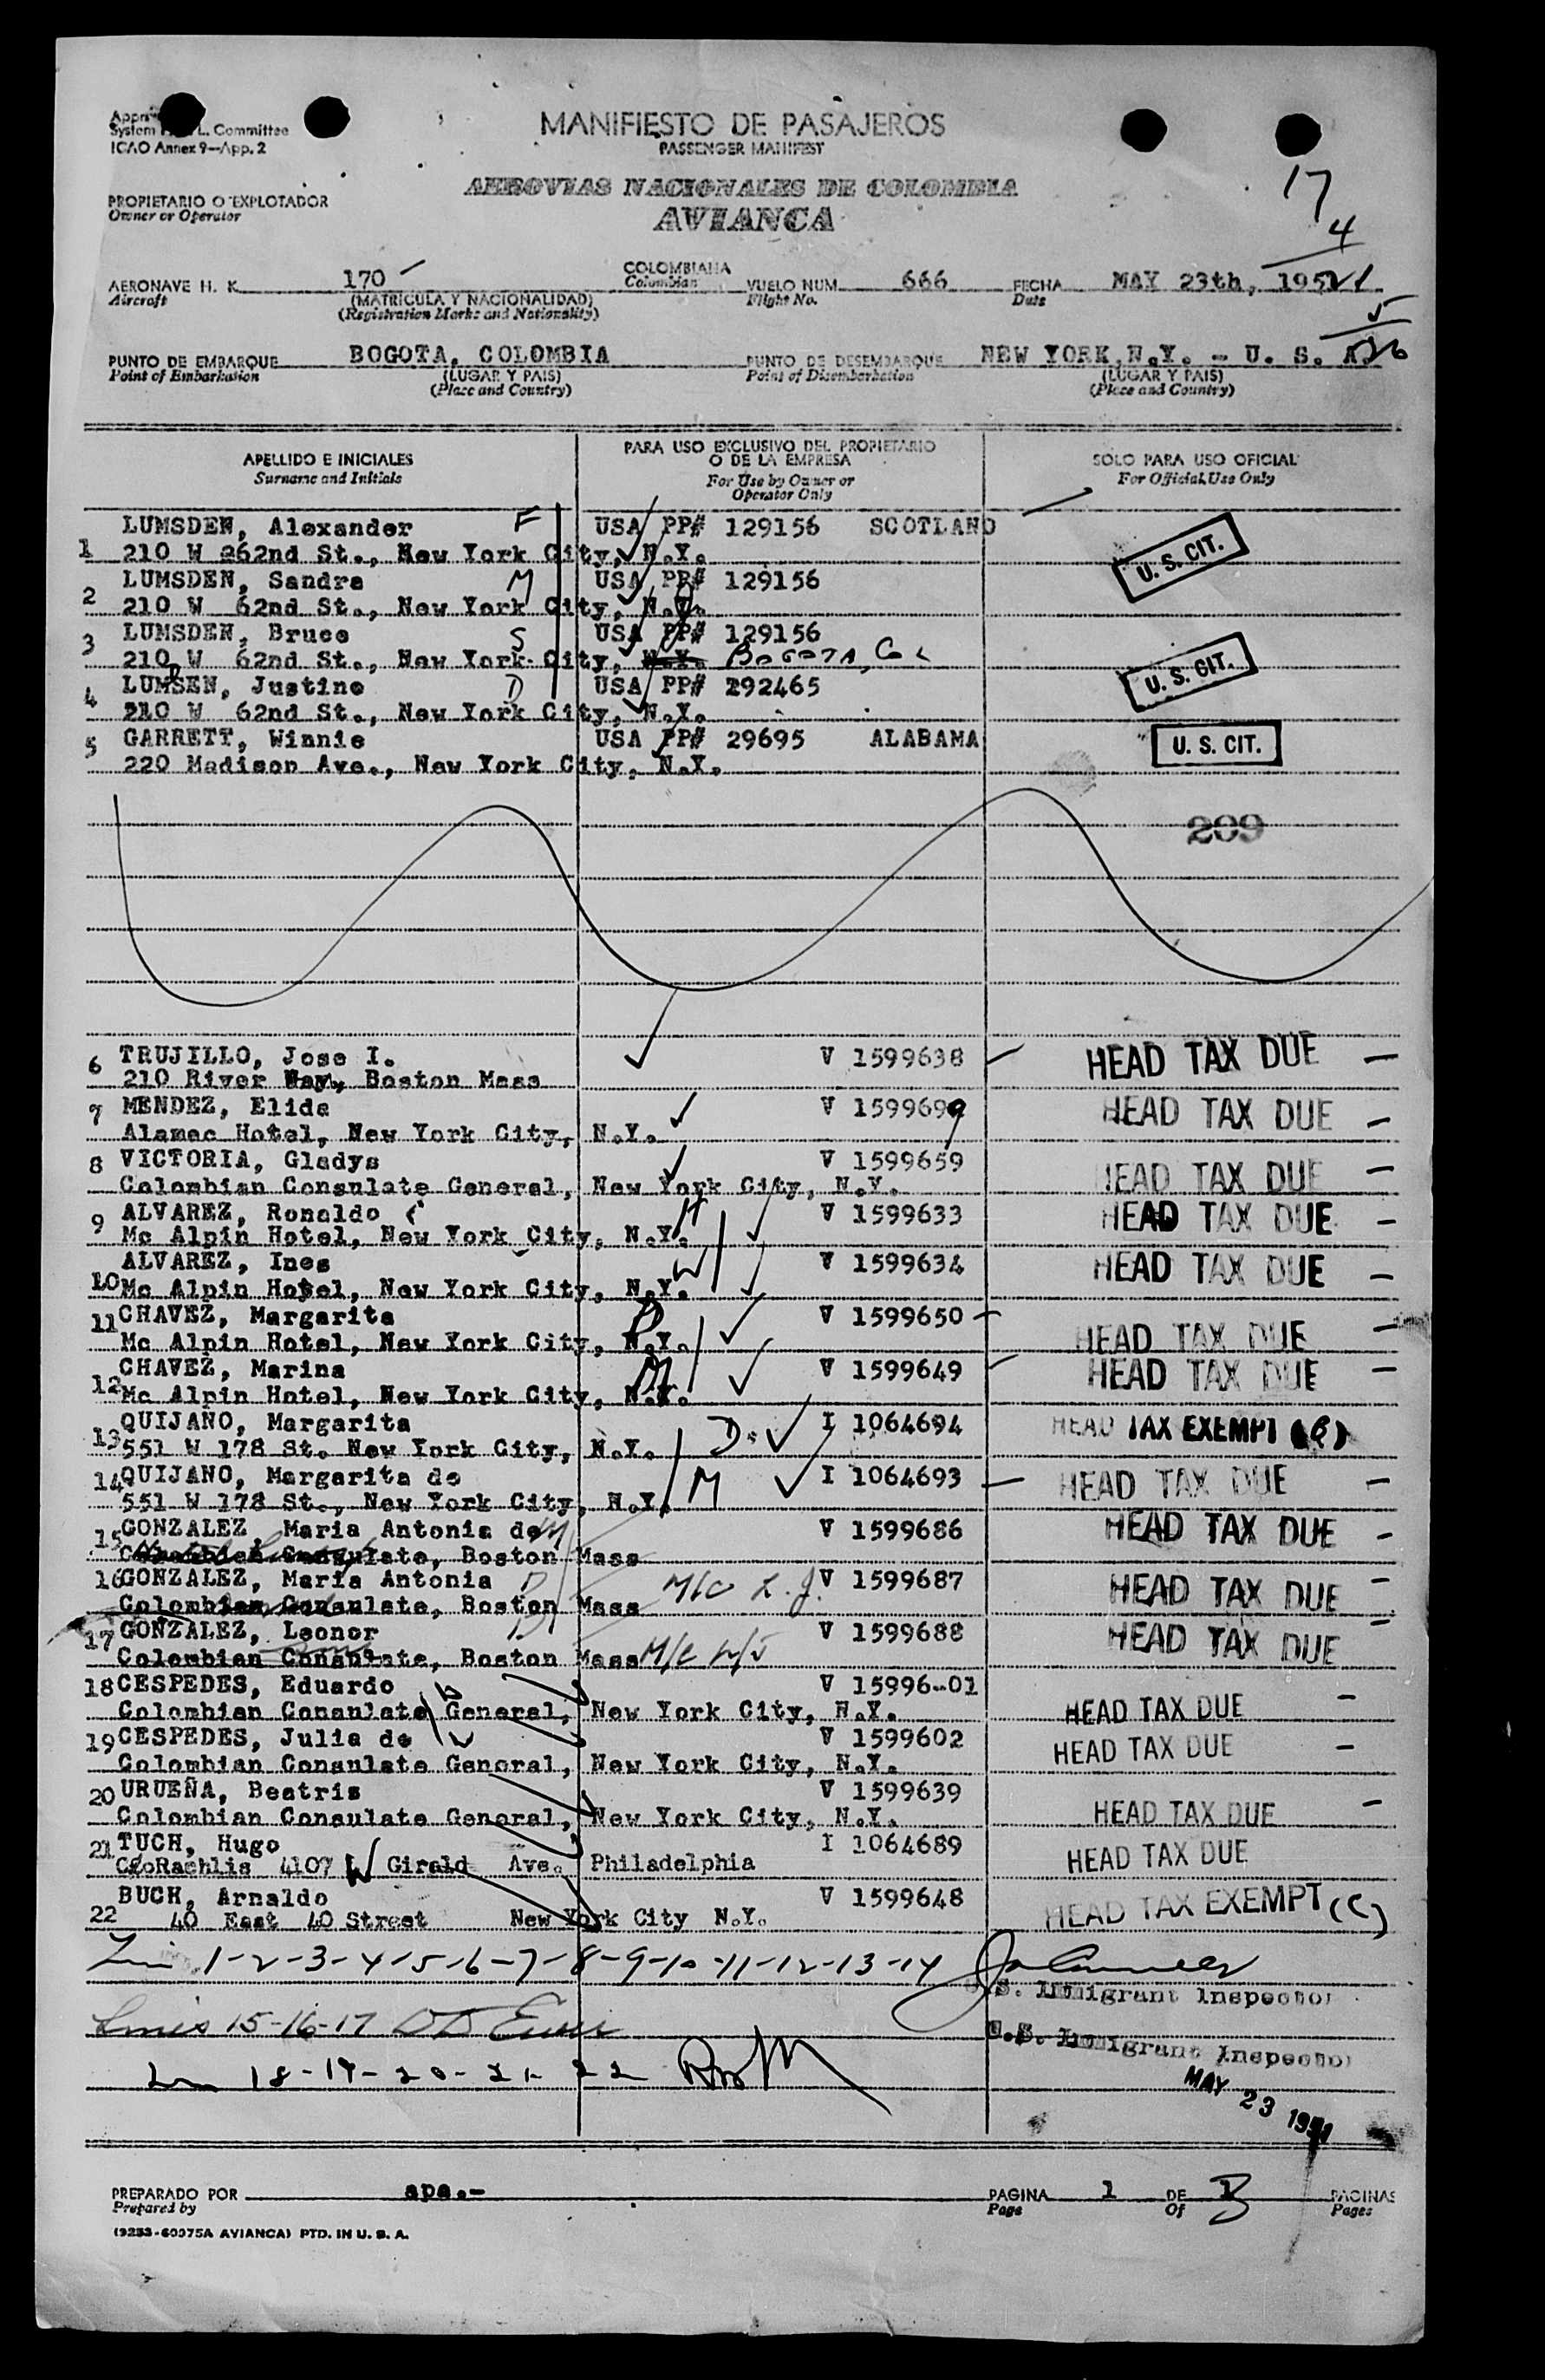 System
L. Committee
ICAO Annex 9—App. 2
MANIFIESTO DE PASAJEROS
PASSENGER MANIFEST
AEROVIAS NACIONALES DE COLOMBIA
AVIANCA
PROPIETARIO O EXPLOTADOR
Owner or Operator
17
4
21
5
26
AERONAVE H. K. 170 COLOMBIANA VUELO NUM. 666 FECHA MAY 23th, 1951
Aircraft (MATRICULA Y NACIONALIDAD) Colombian Flight No. Date
(Registration Marks and Nationality)
PUNTO DE EMBARQUE BOGOTA, COLOMBIA PUNTO DE DESEMBARQUE NEW YORK,N.Y. - U. S. A.
Point of Embarkation (LUGAR Y PAIS) Point of Disembarkation (LUGAR Y PAIS)
(Place and Country) (Place and Country)
APELLIDO E INICIALES PARA USO EXCLUSIVO DEL PROPIETARIO SOLO PARA USO OFICIAL
Surname and Initials O DE LA EMPRESA For Official Use Only
For Use by Owner or
Operator Only
LUMSDEN, Alexander F USA PP# 129156 SCOTLAND
1 210 W 262nd St., New York City, N.Y. U. S. CIT.
LUMSDEN, Sandra M USA PP# 129156
2 210 W 62nd St., New York City, N.Y.
LUMSDEN, Bruce S USA PP# 129156
3 210 W 62nd St., New York City, N.Y. BOGOTA, COL
LUMSEN, Justine D USA PP# 292465 U. S. CIT.
4 210 W 62nd St., New York City, N.Y.
5 GARRETT, Winnie USA PP# 29695 ALABAMA U. S. CIT.
220 Madison Ave., New York City, N.Y.
209
6 TRUJILLO, Jose I. V 1599638 HEAD TAX DUE —
210 River Way, Boston Mass
7 MENDEZ, Elida V 1599699 HEAD TAX DUE —
Alamac Hotel, New York City, N.Y.
8 VICTORIA, Gladys V 1599659 HEAD TAX DUE —
Colombian Consulate General, New York City, N.Y.
9 ALVAREZ, Ronaldo H V 1599633 HEAD TAX DUE —
Mc Alpin Hotel, New York City, N.Y.
ALVAREZ, Ines W V 1599634 HEAD TAX DUE —
10 Mc Alpin Hotel, New York City, N.Y.
11 CHAVEZ, Margarita D V 1599650 HEAD TAX DUE —
Mc Alpin Hotel, New York City, N.Y.
CHAVEZ, Marina M V 1599649 HEAD TAX DUE —
12 Mc Alpin Hotel, New York City, N.Y.
QUIJANO, Margarita D. I 1064694 HEAD TAX EXEMPT (B)
13 551 W 178 St. New York City, N.Y.
14 QUIJANO, Margarita de M I 1064693 HEAD TAX DUE —
551 W 178 St., New York City, N.Y.
15 GONZALEZ, Maria Antonia de M V 1599686 HEAD TAX DUE —
Colombian Consulate, Boston Mass
16 GONZALEZ, Maria Antonia D V 1599687 HEAD TAX DUE —
Colombian Consulate, Boston Mass
17 GONZALEZ, Leonor D V 1599688 HEAD TAX DUE —
Colombian Consulate, Boston Mass
18 CESPEDES, Eduardo V 15996-01 HEAD TAX DUE —
Colombian Consulate General, New York City, N.Y.
19 CESPEDES, Julia de W V 1599602 HEAD TAX DUE —
Colombian Consulate General, New York City, N.Y.
20 URUEÑA, Beatris V 1599639 HEAD TAX DUE —
Colombian Consulate General, New York City, N.Y.
21 TUCH, Hugo I 1064689 HEAD TAX DUE
C/o Rachlis 4107 W Girald Ave. Philadelphia
BUCH, Arnaldo V 1599648 HEAD TAX EXEMPT (C)
22 40 East 40 Street New York City N.Y.
1-2-3-4-5-6-7-8-9-10-11-12-13-14
U.S. Immigrant Inspector
Lines 15-16-17
U.S. Immigrant Inspector
18-19-20-21-22
MAY 23 1951
PREPARADO POR apa.- PAGINA 1 DE 1 PAGINAS
Prepared by Page Of Pages
(9253-60375A AVIANCA) PTD. IN U. S. A.